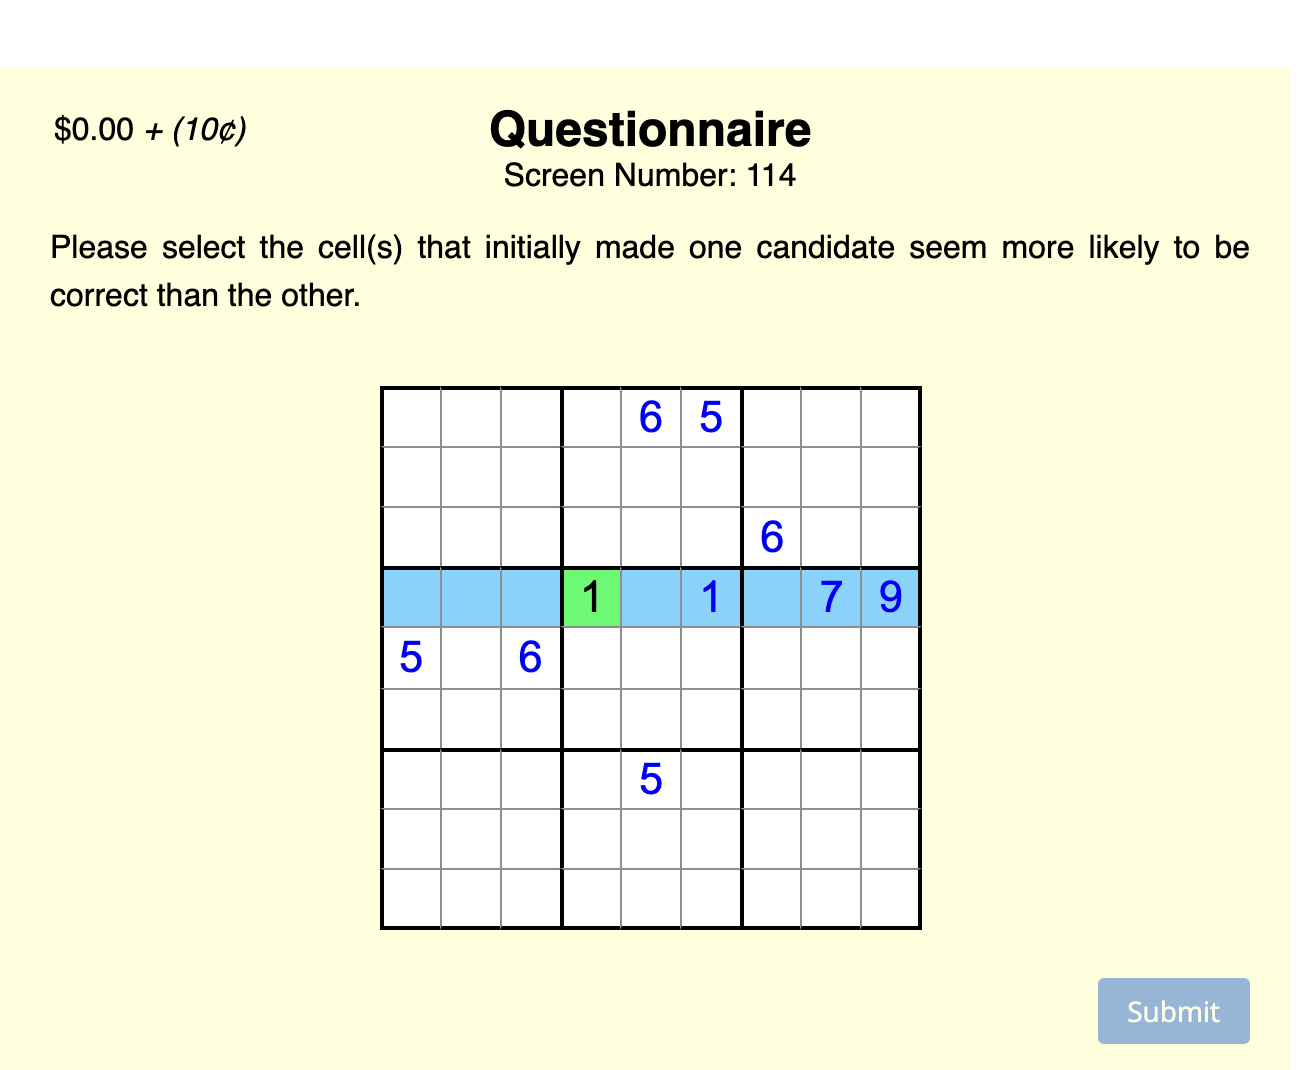 $0.00 + (10¢)
Questionnaire
Screen Number: 114
Please select the cell(s) that initially made one candidate seem more likely to be
correct than the other.
6 5
6
1 1 7 9
5 6
5
Submit